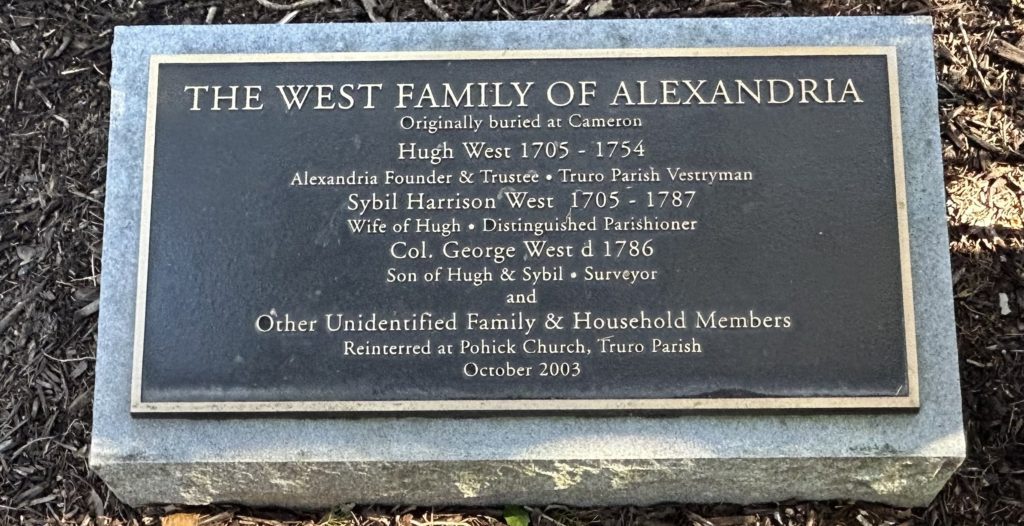 THE WEST FAMILY OF ALEXANDRIA
Originally buried at Cameron
Hugh West 1705 - 1754
Alexandria Founder & Trustee • Truro Parish Vestryman
Sybil Harrison West 1705 - 1787
Wife of Hugh • Distinguished Parishioner
Col. George West d 1786
Son of Hugh & Sybil • Surveyor
and
Other Unidentified Family & Household Members
Reinterred at Pohick Church, Truro Parish
October 2003